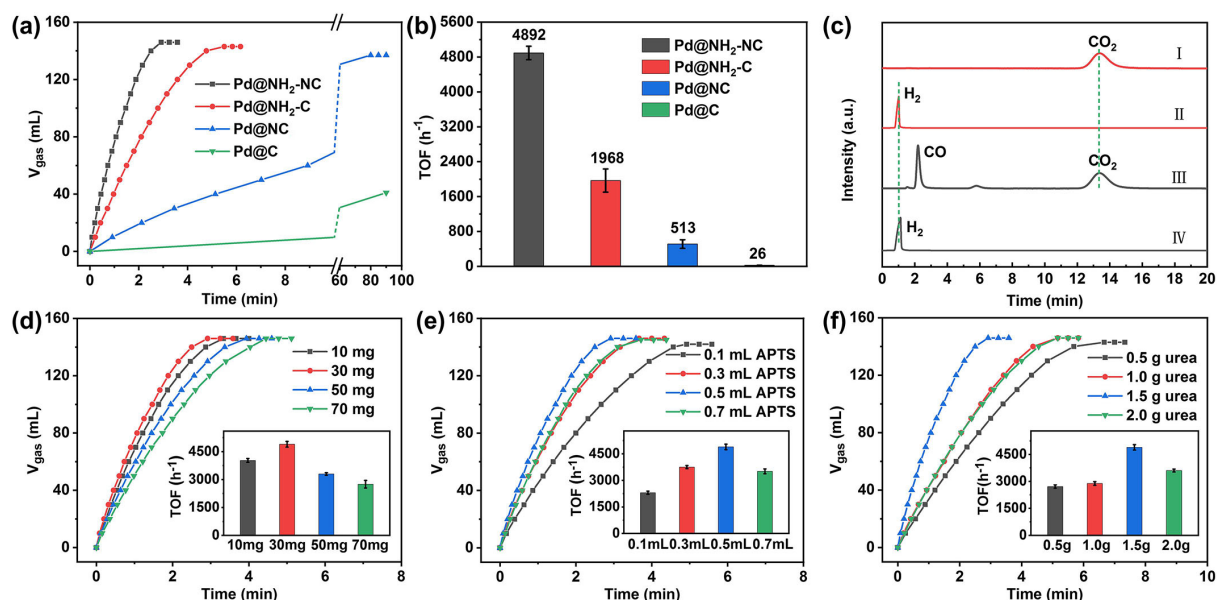 (a)
160
120
80
40
0
V_gas (mL)
Pd@NH₂-NC
Pd@NH₂-C
Pd@NC
Pd@C
0 2 4 6 8 60 80 100
Time (min)
(b)
5600
4800
4000
3200
2400
1600
800
0
TOF (h⁻¹)
4892
1968
513
26
Pd@NH₂-NC
Pd@NH₂-C
Pd@NC
Pd@C
(c)
Intensity (a.u.)
CO₂
I
H₂
II
CO
CO₂
III
H₂
IV
0 2 4 6 8 10 12 14 16 18 20
Time (min)
(d)
160
120
80
40
0
V_gas (mL)
10 mg
30 mg
50 mg
70 mg
4500
3000
1500
0
TOF (h⁻¹)
10mg 30mg 50mg 70mg
0 2 4 6 8
Time (min)
(e)
160
120
80
40
0
V_gas (mL)
0.1 mL APTS
0.3 mL APTS
0.5 mL APTS
0.7 mL APTS
4500
3000
1500
0
TOF (h⁻¹)
0.1mL 0.3mL 0.5mL 0.7mL
0 2 4 6 8
Time (min)
(f)
160
120
80
40
0
V_gas (mL)
0.5 g urea
1.0 g urea
1.5 g urea
2.0 g urea
4500
3000
1500
0
TOF(h⁻¹)
0.5g 1.0g 1.5g 2.0g
0 2 4 6 8 10
Time (min)